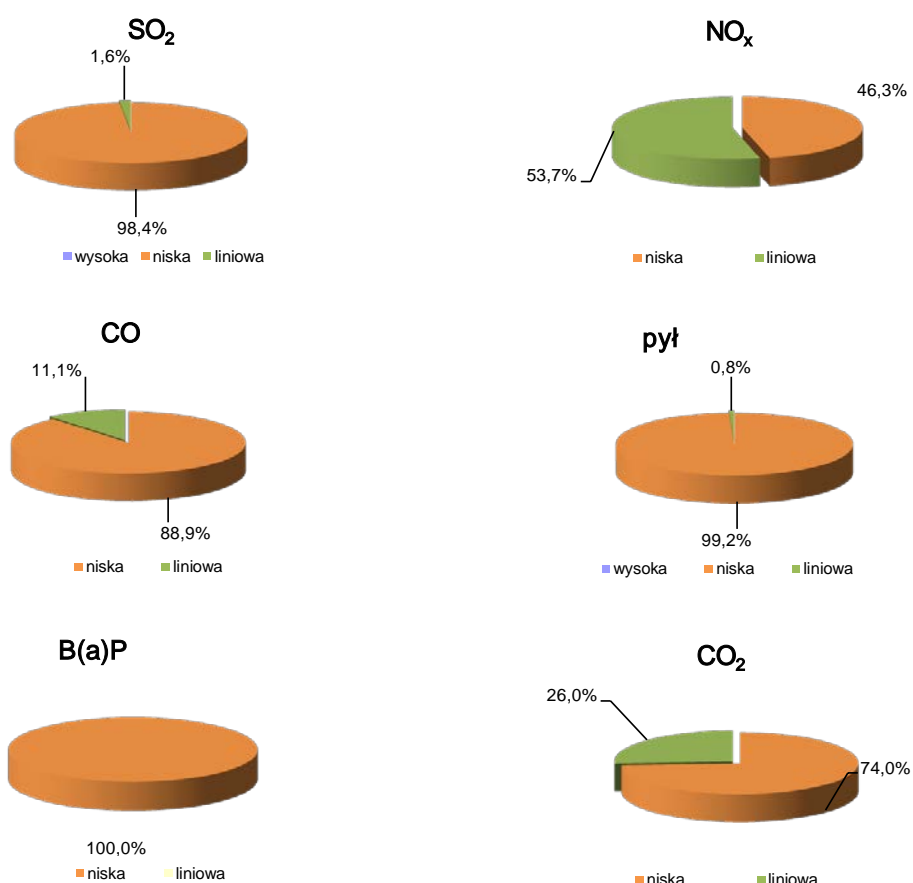 SO₂
1,6%
98,4%
wysoka niska liniowa
NOₓ
46,3%
53,7%
niska liniowa
CO
11,1%
88,9%
niska liniowa
pył
0,8%
99,2%
wysoka niska liniowa
B(a)P
100,0%
niska liniowa
CO₂
26,0%
74,0%
niska liniowa